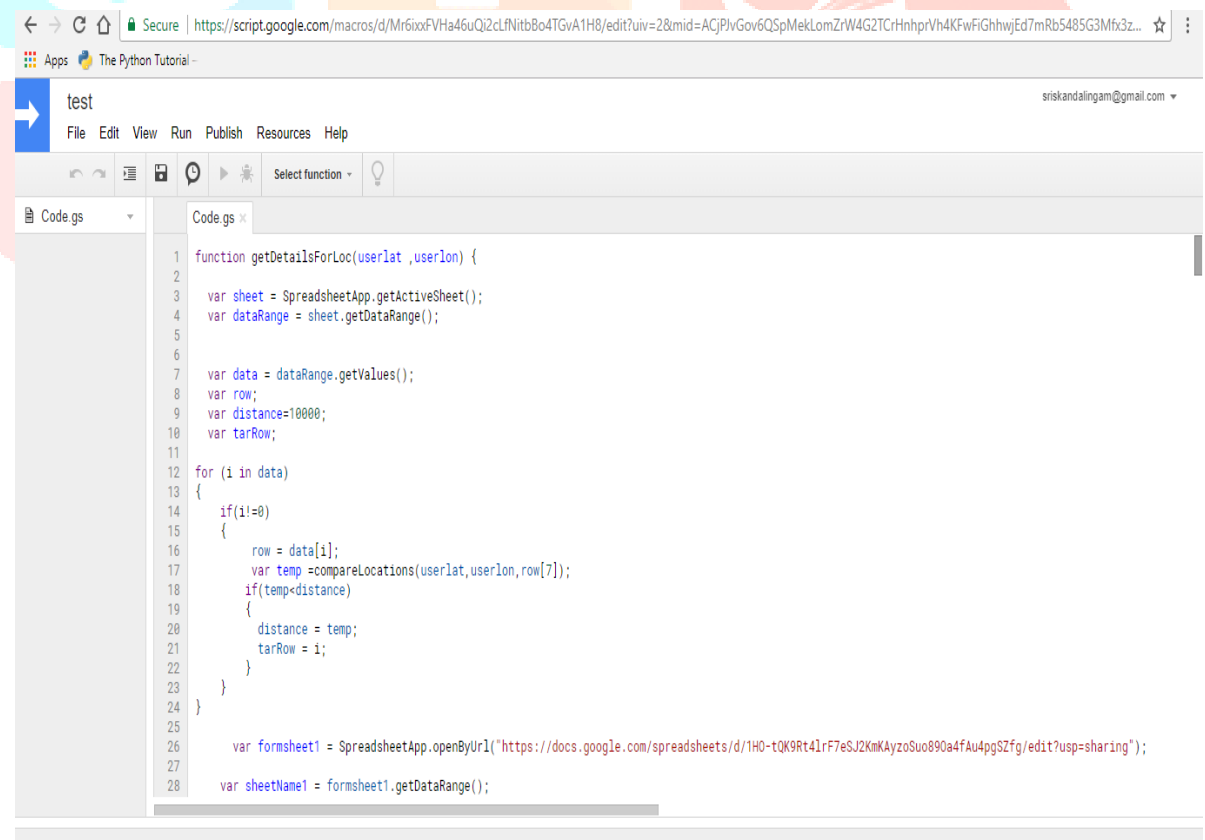 Secure | https://script.google.com/macros/d/Mr6ixxFVHa46uQi2cLfNitbBo4TGvA1H8/edit?uiv=2&mid=ACjPJvGov6QSpMekLomZrW4G2TCrHnhprVh4KFwFiGhhwjEd7mRb5485G3Mfx3z...
Apps The Python Tutorial –
test
sriskandalingam@gmail.com
File Edit View Run Publish Resources Help
Select function
Code.gs
Code.gs ×
1 function getDetailsForLoc(userlat ,userlon) {
2
3 var sheet = SpreadsheetApp.getActiveSheet();
4 var dataRange = sheet.getDataRange();
5
6
7 var data = dataRange.getValues();
8 var row;
9 var distance=10000;
10 var tarRow;
11
12 for (i in data)
13 {
14 if(i!=0)
15 {
16 row = data[i];
17 var temp =compareLocations(userlat,userlon,row[7]);
18 if(temp<distance)
19 {
20 distance = temp;
21 tarRow = i;
22 }
23 }
24 }
25
26 var formsheet1 = SpreadsheetApp.openByUrl("https://docs.google.com/spreadsheets/d/1HO-tQK9Rt4lrF7eSJ2KmKAyzoSuo89Oa4fAu4pgSZfg/edit?usp=sharing");
27
28 var sheetName1 = formsheet1.getDataRange();